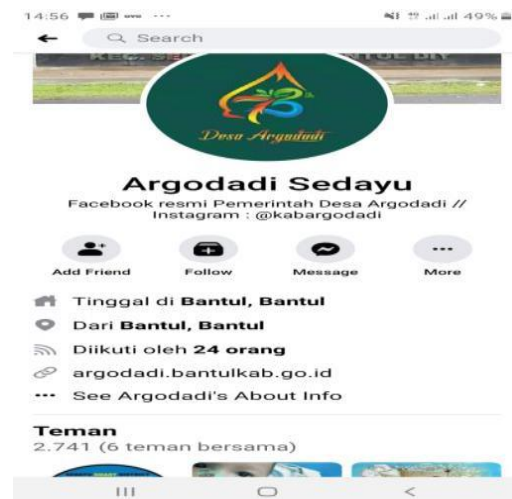 14:56
49%
Search
Desa Argodadi
Argodadi Sedayu
Facebook resmi Pemerintah Desa Argodadi //
Instagram : @kabargodadi
Add Friend
Follow
Message
More
Tinggal di Bantul, Bantul
Dari Bantul, Bantul
Diikuti oleh 24 orang
argodadi.bantulkab.go.id
See Argodadi's About Info
Teman
2.741 (6 teman bersama)